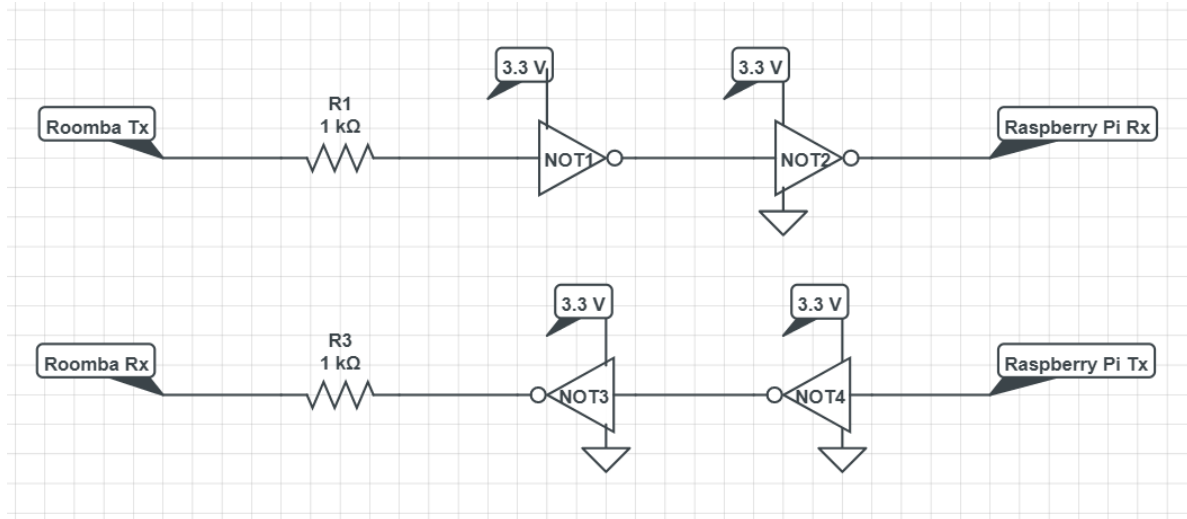 3.3 V
3.3 V
Roomba Tx
R1
1 kΩ
Raspberry Pi Rx
NOT1
NOT2
3.3 V
3.3 V
Roomba Rx
R3
1 kΩ
Raspberry Pi Tx
NOT3
NOT4